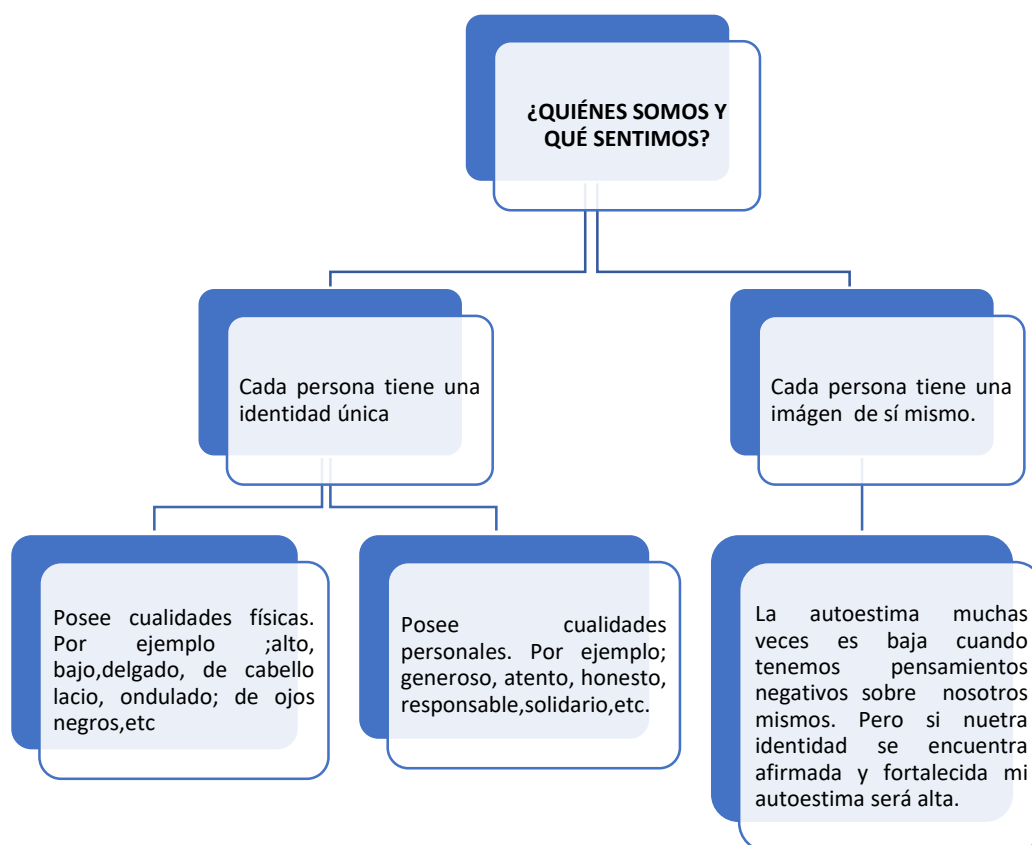 ¿QUIÉNES SOMOS Y
QUÉ SENTIMOS?
Cada persona tiene una
identidad única
Cada persona tiene una
imágen de sí mismo.
Posee cualidades físicas.
Por ejemplo ;alto,
bajo,delgado, de cabello
lacio, ondulado; de ojos
negros,etc
Posee cualidades
personales. Por ejemplo;
generoso, atento, honesto,
responsable,solidario,etc.
La autoestima muchas
veces es baja cuando
tenemos pensamientos
negativos sobre nosotros
mismos. Pero si nuetra
identidad se encuentra
afirmada y fortalecida mi
autoestima será alta.